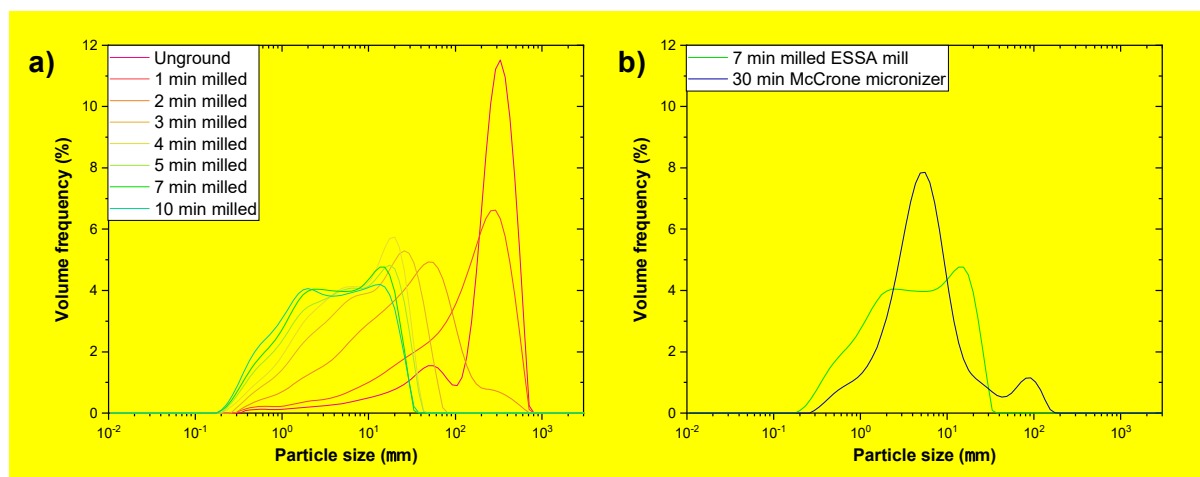 a)
12
10
8
6
4
2
0
Volume frequency (%)
Unground
1 min milled
2 min milled
3 min milled
4 min milled
5 min milled
7 min milled
10 min milled
10-2
10-1
100
101
102
103
Particle size (mm)
b)
12
10
8
6
4
2
0
Volume frequency (%)
7 min milled ESSA mill
30 min McCrone micronizer
10-2
10-1
100
101
102
103
Particle size (mm)